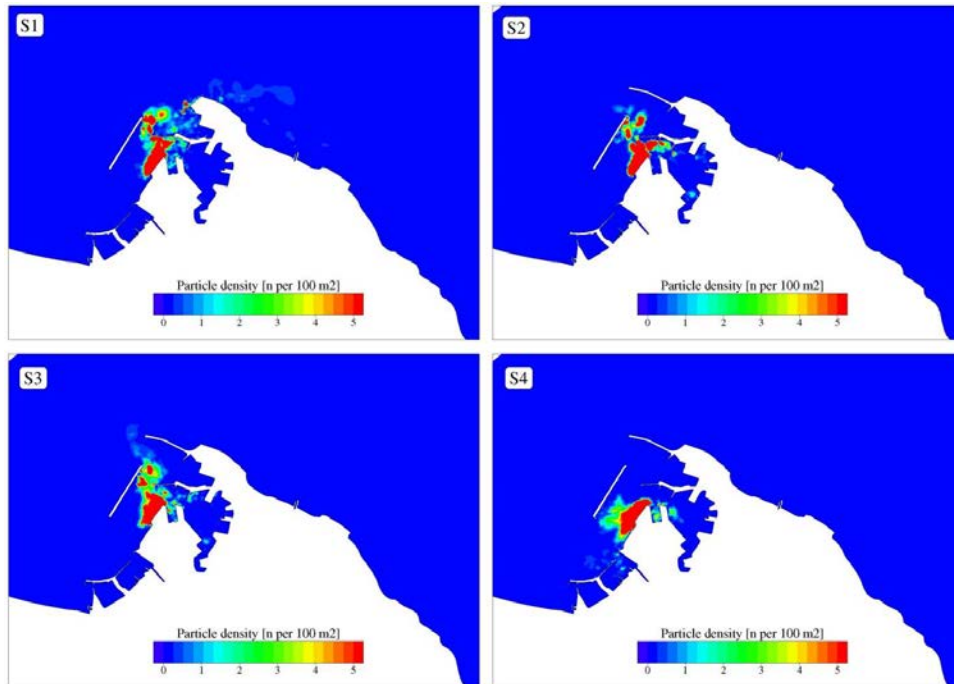 S1
S2
Particle density [n per 100 m2]
0 1 2 3 4 5
Particle density [n per 100 m2]
0 1 2 3 4 5
S3
S4
Particle density [n per 100 m2]
0 1 2 3 4 5
Particle density [n per 100 m2]
0 1 2 3 4 5